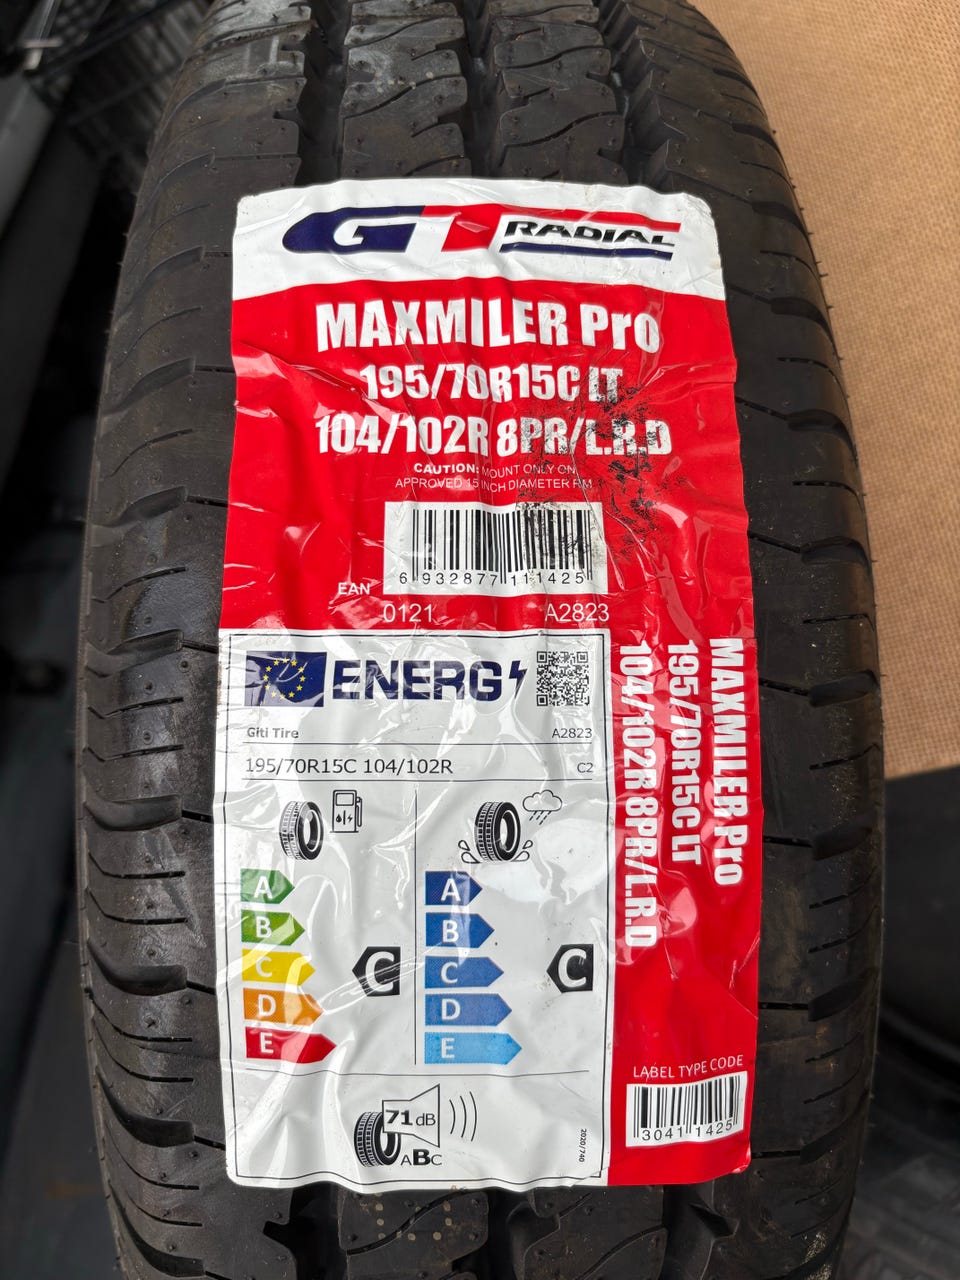 GT RADIAL
MAXMILER Pro
195/70R15C LT
104/102R 8PR/L.R.D
CAUTION: MOUNT ONLY ON
APPROVED 15 INCH DIAMETER RIM
6 932877 111425
EAN
0121 A2823
ENERG
Giti Tire A2823
195/70R15C 104/102R C2
A
B
C
D
E
C
A
B
C
D
E
C
71 dB
ABC
2020/740
MAXMILER Pro
195/70R15C LT
104/102R 8PR/L.R.D
LABEL TYPE CODE
3041 1425